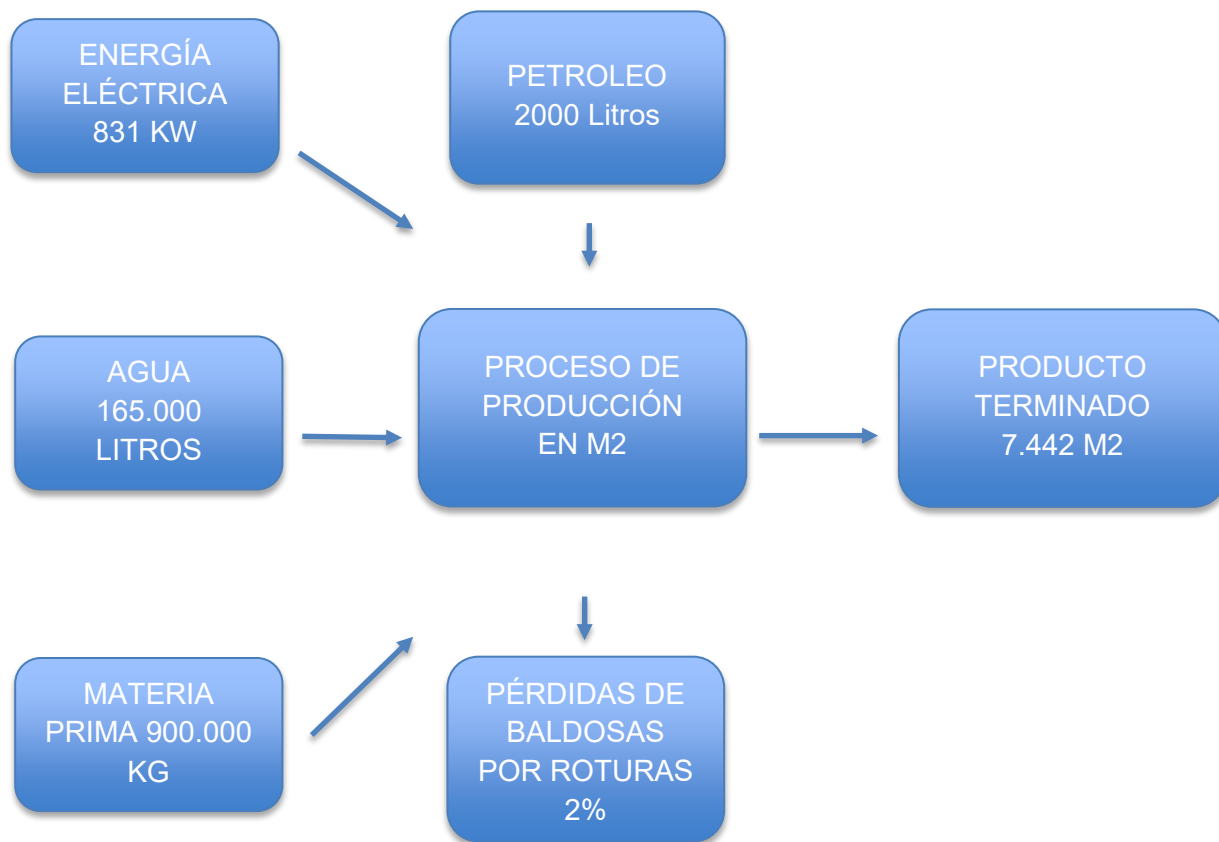 ENERGÍA
ELÉCTRICA
831 KW
PETROLEO
2000 Litros
AGUA
165.000
LITROS
PROCESO DE
PRODUCCIÓN
EN M2
PRODUCTO
TERMINADO
7.442 M2
MATERIA
PRIMA 900.000
KG
PÉRDIDAS DE
BALDOSAS
POR ROTURAS
2%